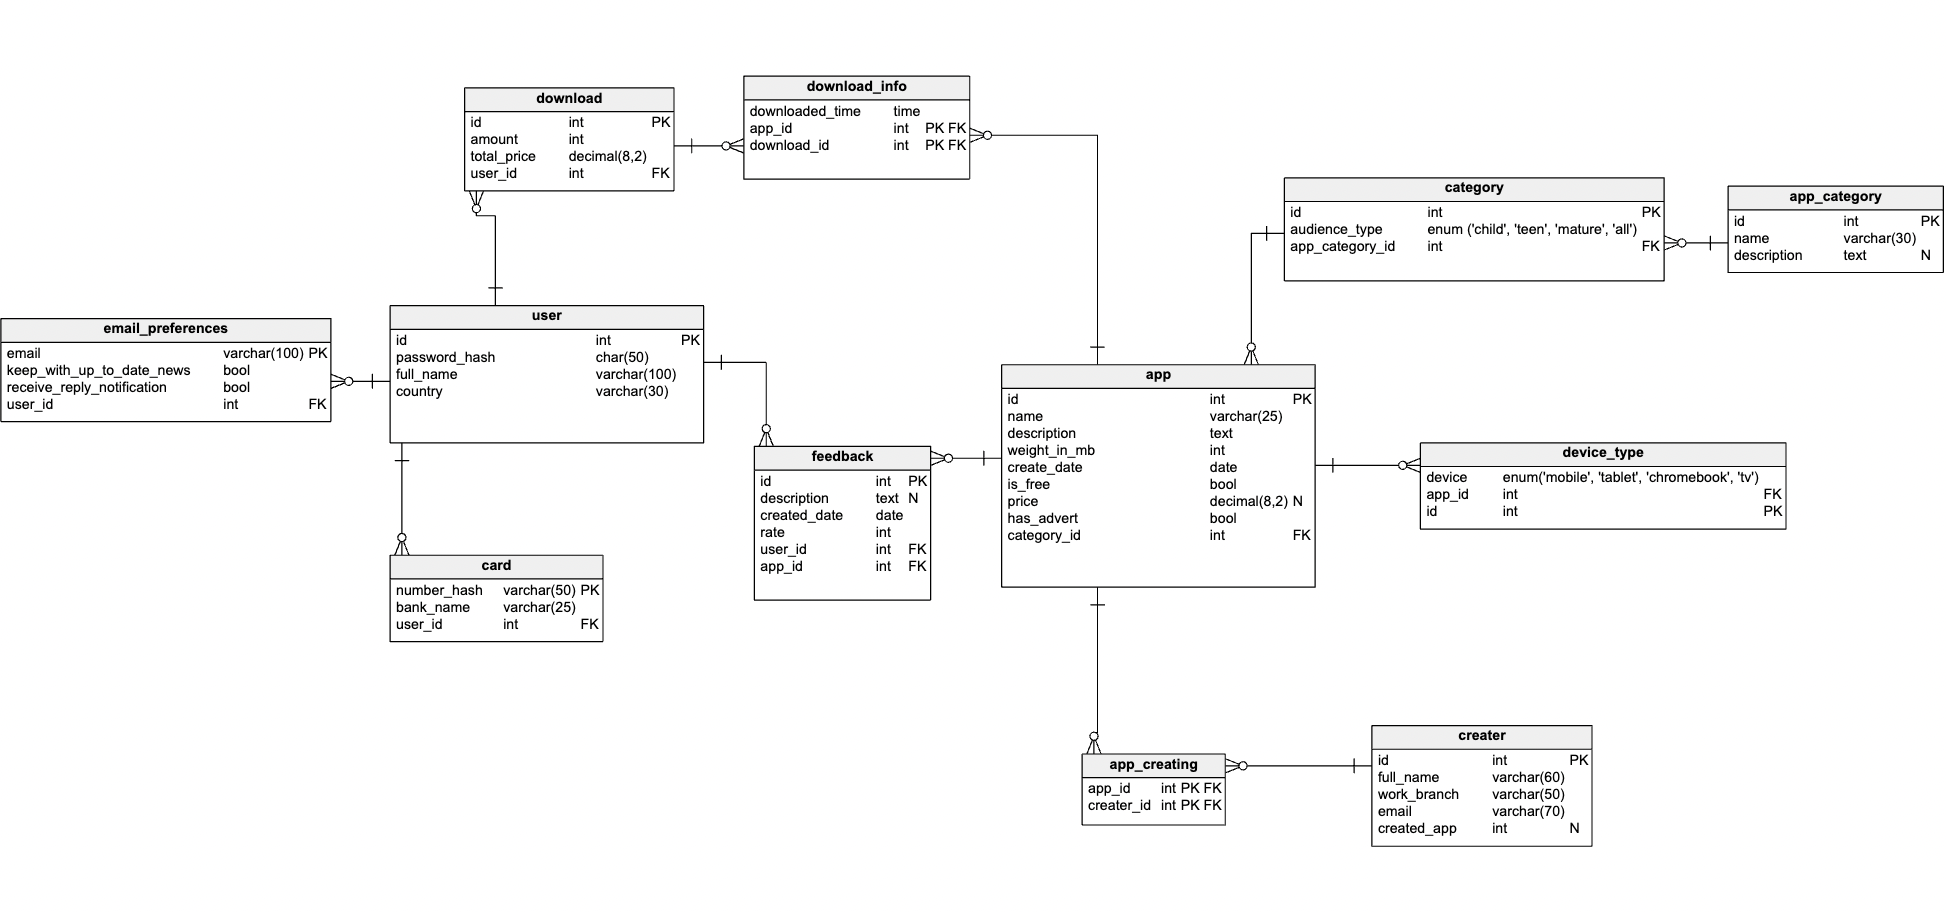 download
id int PK
amount int
total_price decimal(8,2)
user_id int FK
download_info
downloaded_time time
app_id int PK FK
download_id int PK FK
category
id int PK
audience_type enum ('child', 'teen', 'mature', 'all')
app_category_id int FK
app_category
id int PK
name varchar(30)
description text N
email_preferences
email varchar(100) PK
keep_with_up_to_date_news bool
receive_reply_notification bool
user_id int FK
user
id int PK
password_hash char(50)
full_name varchar(100)
country varchar(30)
app
id int PK
name varchar(25)
description text
weight_in_mb int
create_date date
is_free bool
price decimal(8,2) N
has_advert bool
category_id int FK
feedback
id int PK
description text N
created_date date
rate int
user_id int FK
app_id int FK
device_type
device enum('mobile', 'tablet', 'chromebook', 'tv')
app_id int FK
id int PK
card
number_hash varchar(50) PK
bank_name varchar(25)
user_id int FK
app_creating
app_id int PK FK
creater_id int PK FK
creater
id int PK
full_name varchar(60)
work_branch varchar(50)
email varchar(70)
created_app int N